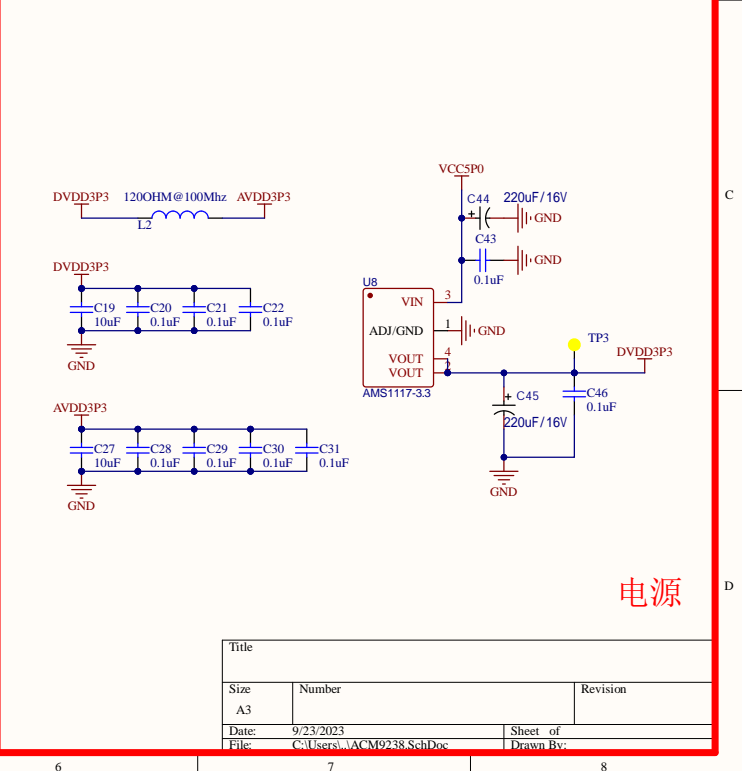 VCC5P0
C
DVDD3P3 120OHM@100Mhz AVDD3P3
L2
C44 220uF/16V
+
GND
C43
GND
0.1uF
DVDD3P3
C19 C20 C21 C22
10uF 0.1uF 0.1uF 0.1uF
GND
U8
VIN 3
ADJ/GND 1 GND
VOUT 4
VOUT 2
AMS1117-3.3
TP3
DVDD3P3
+ C45
220uF/16V
C46
0.1uF
GND
AVDD3P3
C27 C28 C29 C30 C31
10uF 0.1uF 0.1uF 0.1uF 0.1uF
GND
电源
D
Title
Size Number Revision
A3
Date: 9/23/2023 Sheet of
File: C:\Users\..\ACM9238.SchDoc Drawn By:
6 7 8